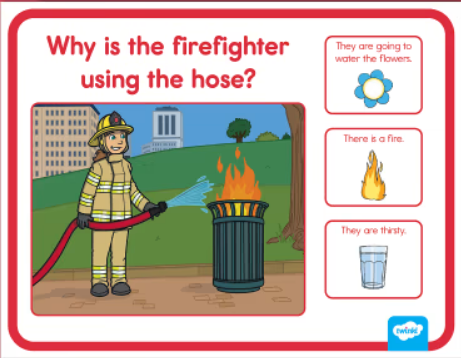 Why is the firefighter
using the hose?
They are going to
water the flowers.
There is a fire.
They are thirsty.
twinkl